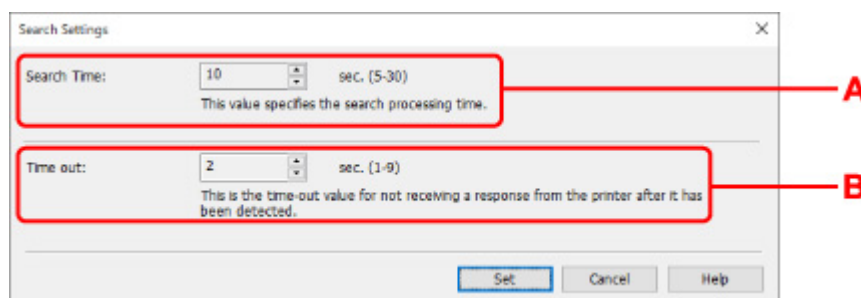 Search Settings
Search Time:
10
sec. (5-30)
A
This value specifies the search processing time.
Time out:
2
sec. (1-9)
B
This is the time-out value for not receiving a response from the printer after it has
been detected.
Set
Cancel
Help